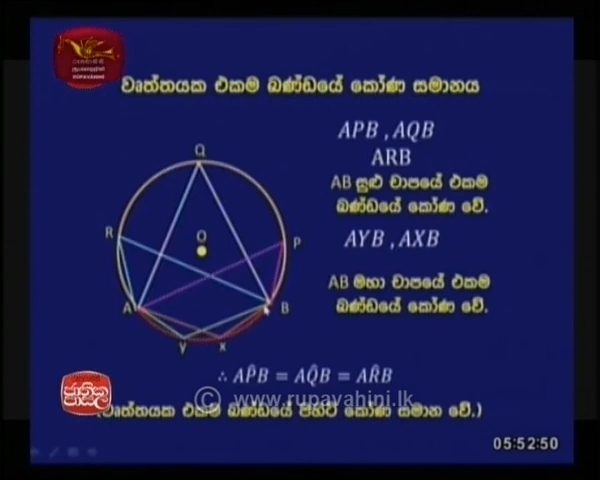 වෘත්තයක එකම ඛණ්ඩයේ කෝණ සමානය
APB , AQB
ARB
AB සුළු චාපයේ එකම
ඛණ්ඩයේ කෝණ වේ.
AYB , AXB
AB මහා චාපයේ එකම
ඛණ්ඩයේ කෝණ වේ.
Q
R
O
P
A
B
y
x
∴ AP̂B = AQ̂B = AR̂B
ජාතික
පාසල
© www.rupavahini.lk
(වෘත්තයක එකම ඛණ්ඩයේ පිහිටි කෝණ සමාන වේ.)
05:52:50